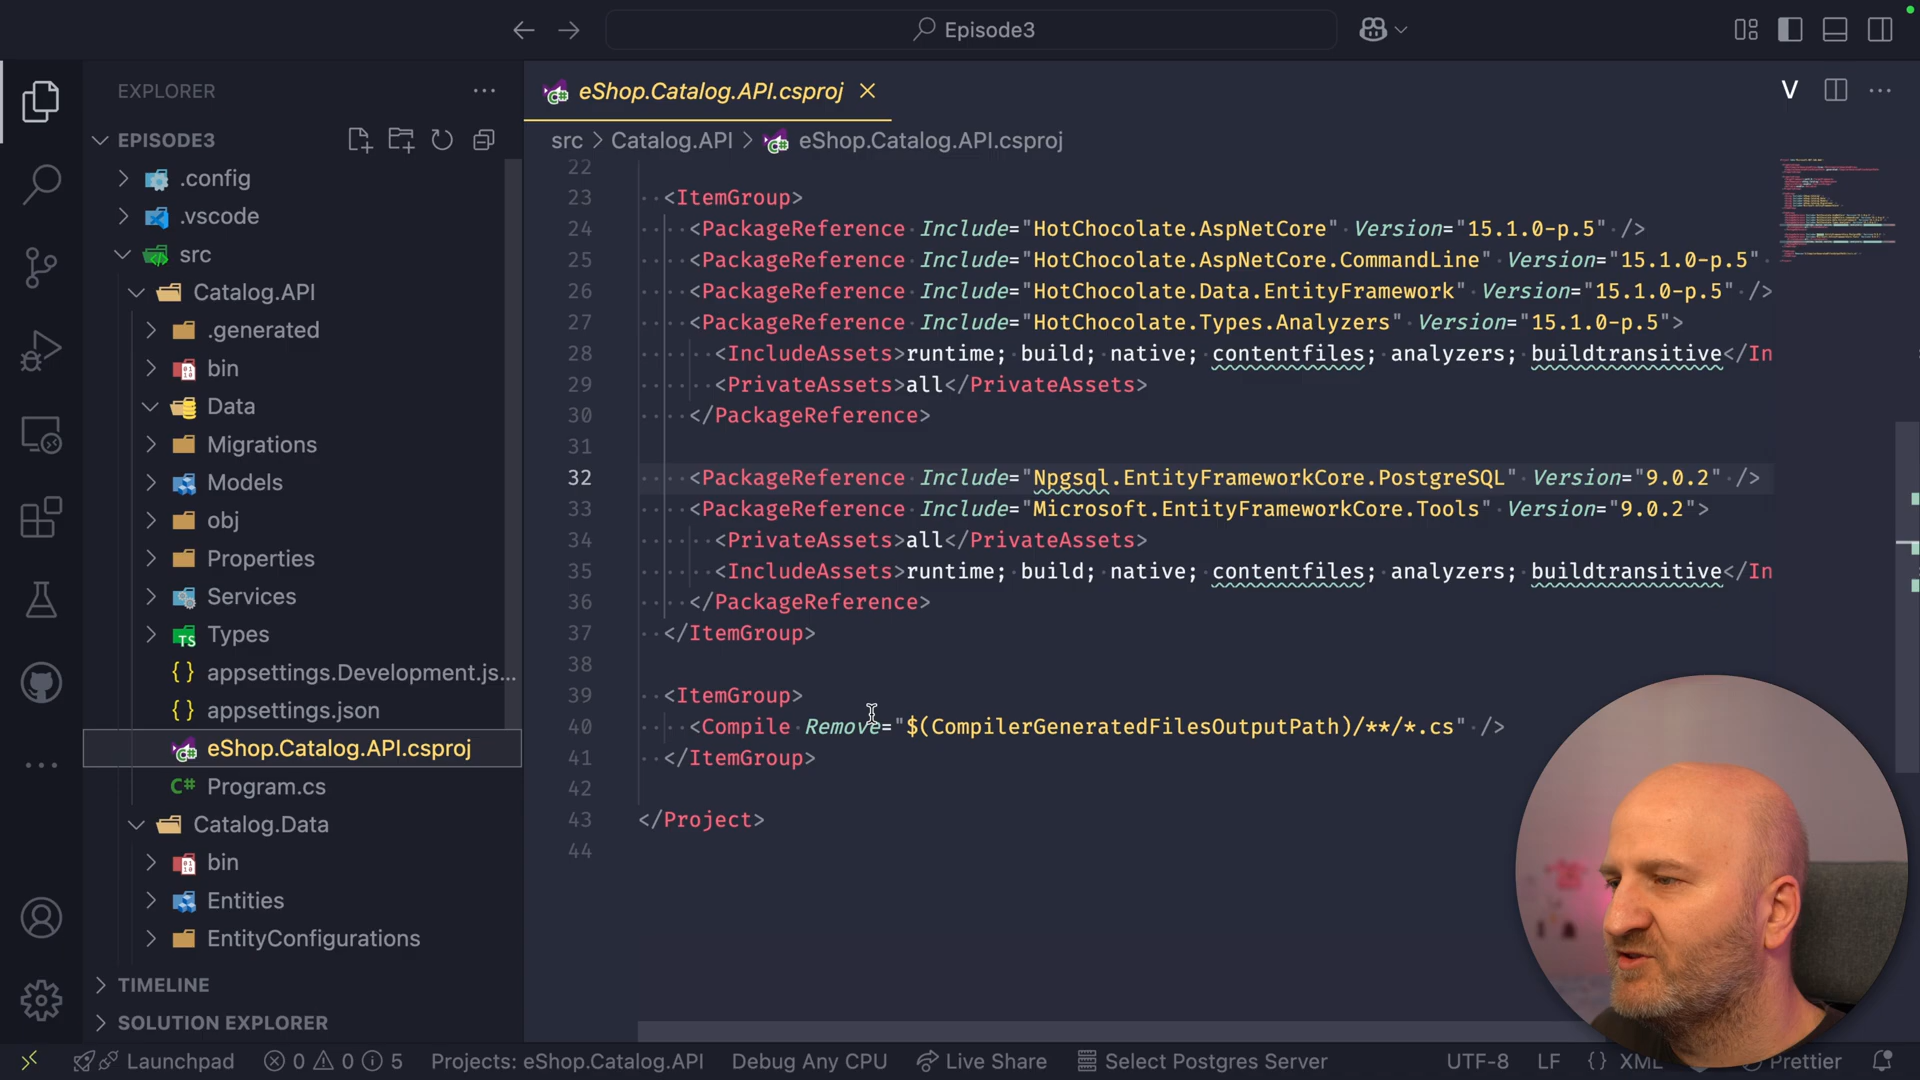 Episode3
EXPLORER
EPISODE3
.config
.vscode
src
Catalog.API
.generated
bin
Data
Migrations
Models
obj
Properties
Services
Types
appsettings.Development.js...
appsettings.json
eShop.Catalog.API.csproj
Program.cs
Catalog.Data
bin
Entities
EntityConfigurations
TIMELINE
SOLUTION EXPLORER
eShop.Catalog.API.csproj
V
src > Catalog.API > eShop.Catalog.API.csproj
22
23 <ItemGroup>
24 <PackageReference Include="HotChocolate.AspNetCore" Version="15.1.0-p.5" />
25 <PackageReference Include="HotChocolate.AspNetCore.CommandLine" Version="15.1.0-p.5"
26 <PackageReference Include="HotChocolate.Data.EntityFramework" Version="15.1.0-p.5" />
27 <PackageReference Include="HotChocolate.Types.Analyzers" Version="15.1.0-p.5">
28 <IncludeAssets>runtime; build; native; contentfiles; analyzers; buildtransitive</In
29 <PrivateAssets>all</PrivateAssets>
30 </PackageReference>
31
32 <PackageReference Include="Npgsql.EntityFrameworkCore.PostgreSQL" Version="9.0.2" />
33 <PackageReference Include="Microsoft.EntityFrameworkCore.Tools" Version="9.0.2">
34 <PrivateAssets>all</PrivateAssets>
35 <IncludeAssets>runtime; build; native; contentfiles; analyzers; buildtransitive</In
36 </PackageReference>
37 </ItemGroup>
38
39 <ItemGroup>
40 <Compile Remove="$(CompilerGeneratedFilesOutputPath)/**/*.cs" />
41 </ItemGroup>
42
43 </Project>
44
Launchpad 0 0 5 Projects: eShop.Catalog.API Debug Any CPU Live Share Select Postgres Server UTF-8 LF {} XML Prettier